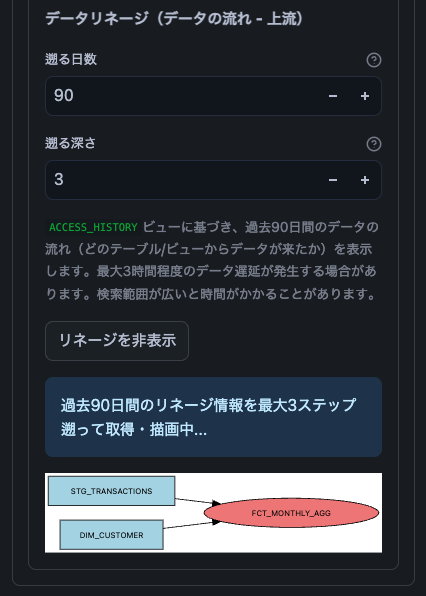 データリネージ（データの流れ - 上流）
遡る日数
90
遡る深さ
3
ACCESS_HISTORY ビューに基づき、過去90日間のデータの
流れ（どのテーブル/ビューからデータが来たか）を表示
します。最大3時間程度のデータ遅延が発生する場合があ
ります。検索範囲が広いと時間がかかることがあります。
リネージを非表示
過去90日間のリネージ情報を最大3ステップ
遡って取得・描画中...
STG_TRANSACTIONS
FCT_MONTHLY_AGG
DIM_CUSTOMER